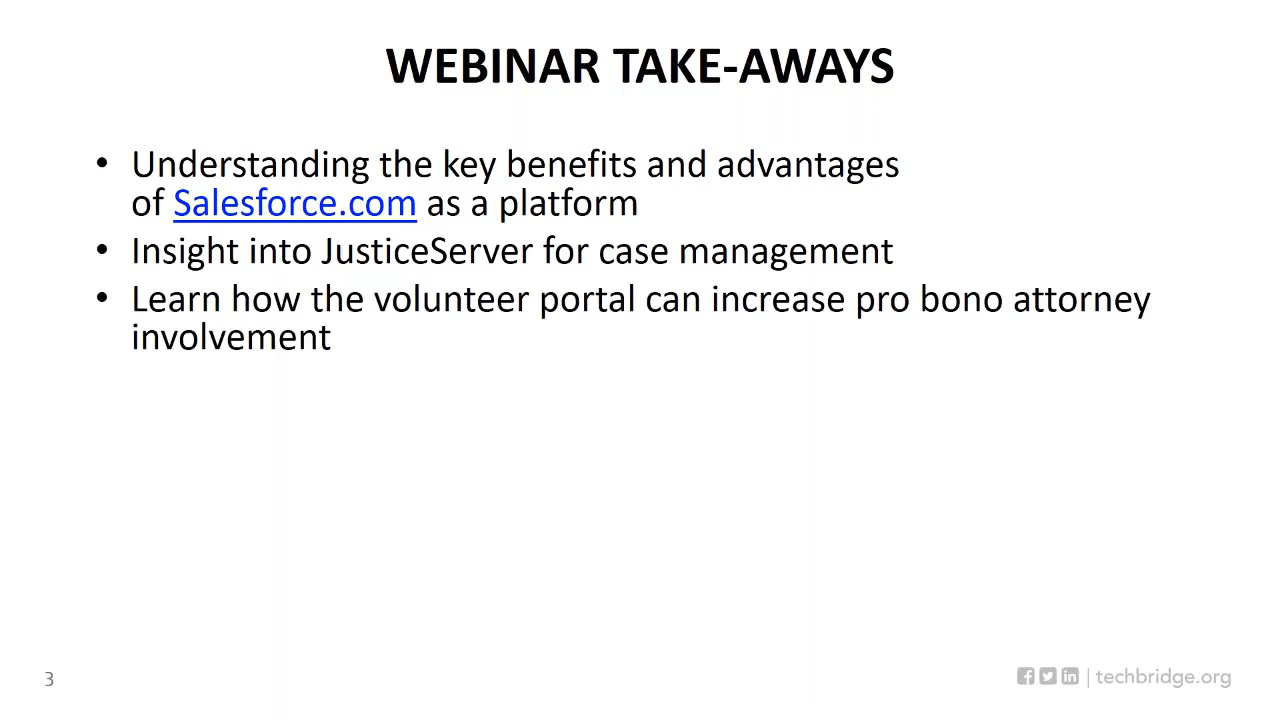 WEBINAR TAKE-AWAYS
• Understanding the key benefits and advantages
of Salesforce.com as a platform
• Insight into JusticeServer for case management
• Learn how the volunteer portal can increase pro bono attorney
involvement
3
| techbridge.org